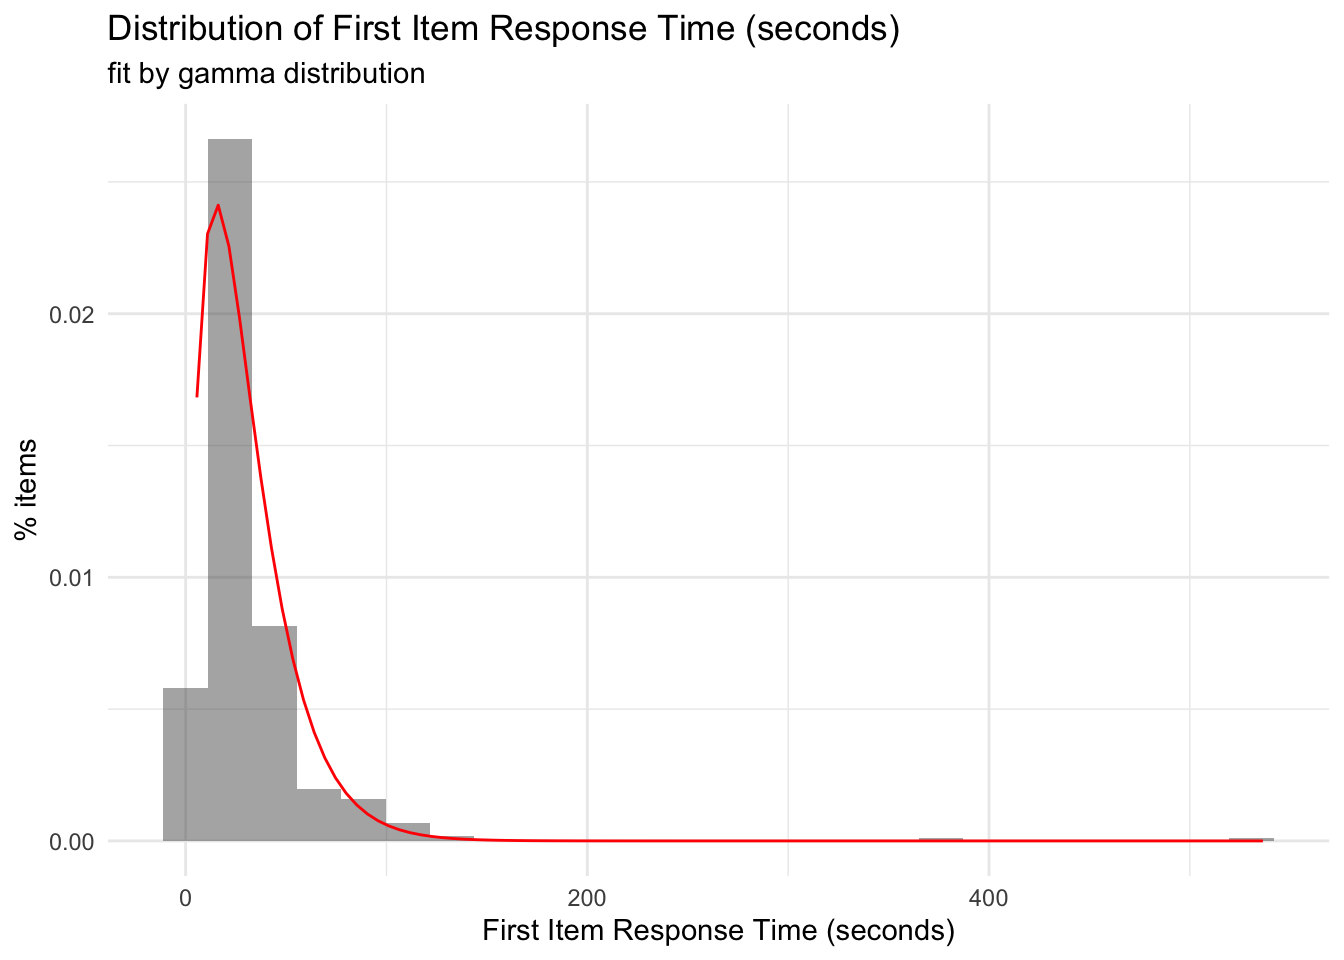 Distribution of First Item Response Time (seconds)
fit by gamma distribution
% items
0.02
0.01
0.00
0 200 400
First Item Response Time (seconds)